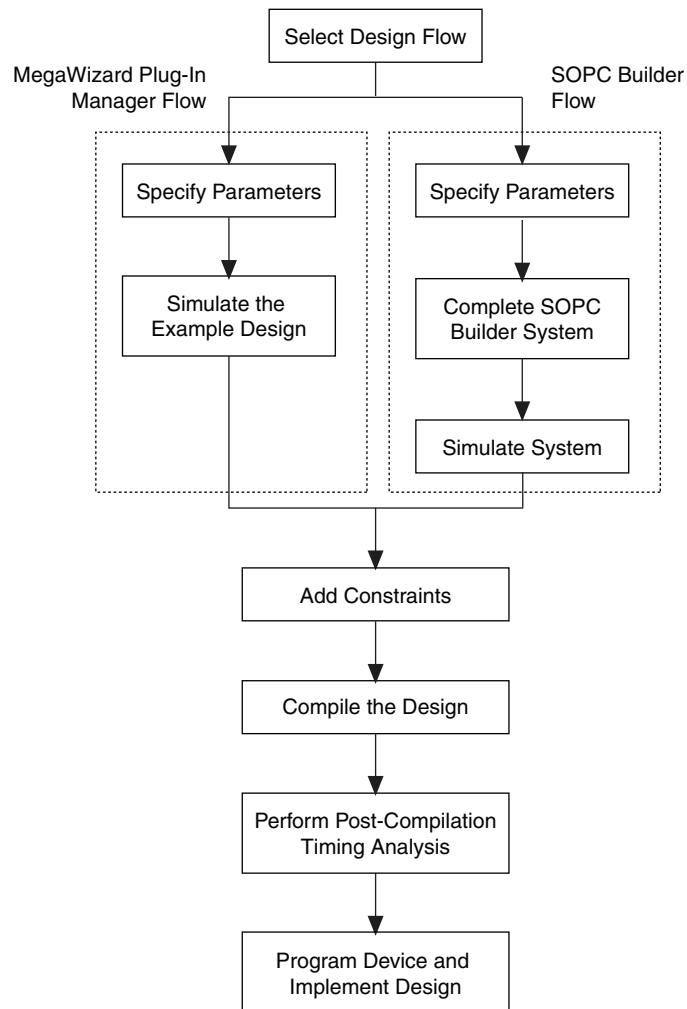 Select Design Flow
MegaWizard Plug-In
Manager Flow
SOPC Builder
Flow
Specify Parameters
Simulate the
Example Design
Specify Parameters
Complete SOPC
Builder System
Simulate System
Add Constraints
Compile the Design
Perform Post-Compilation
Timing Analysis
Program Device and
Implement Design